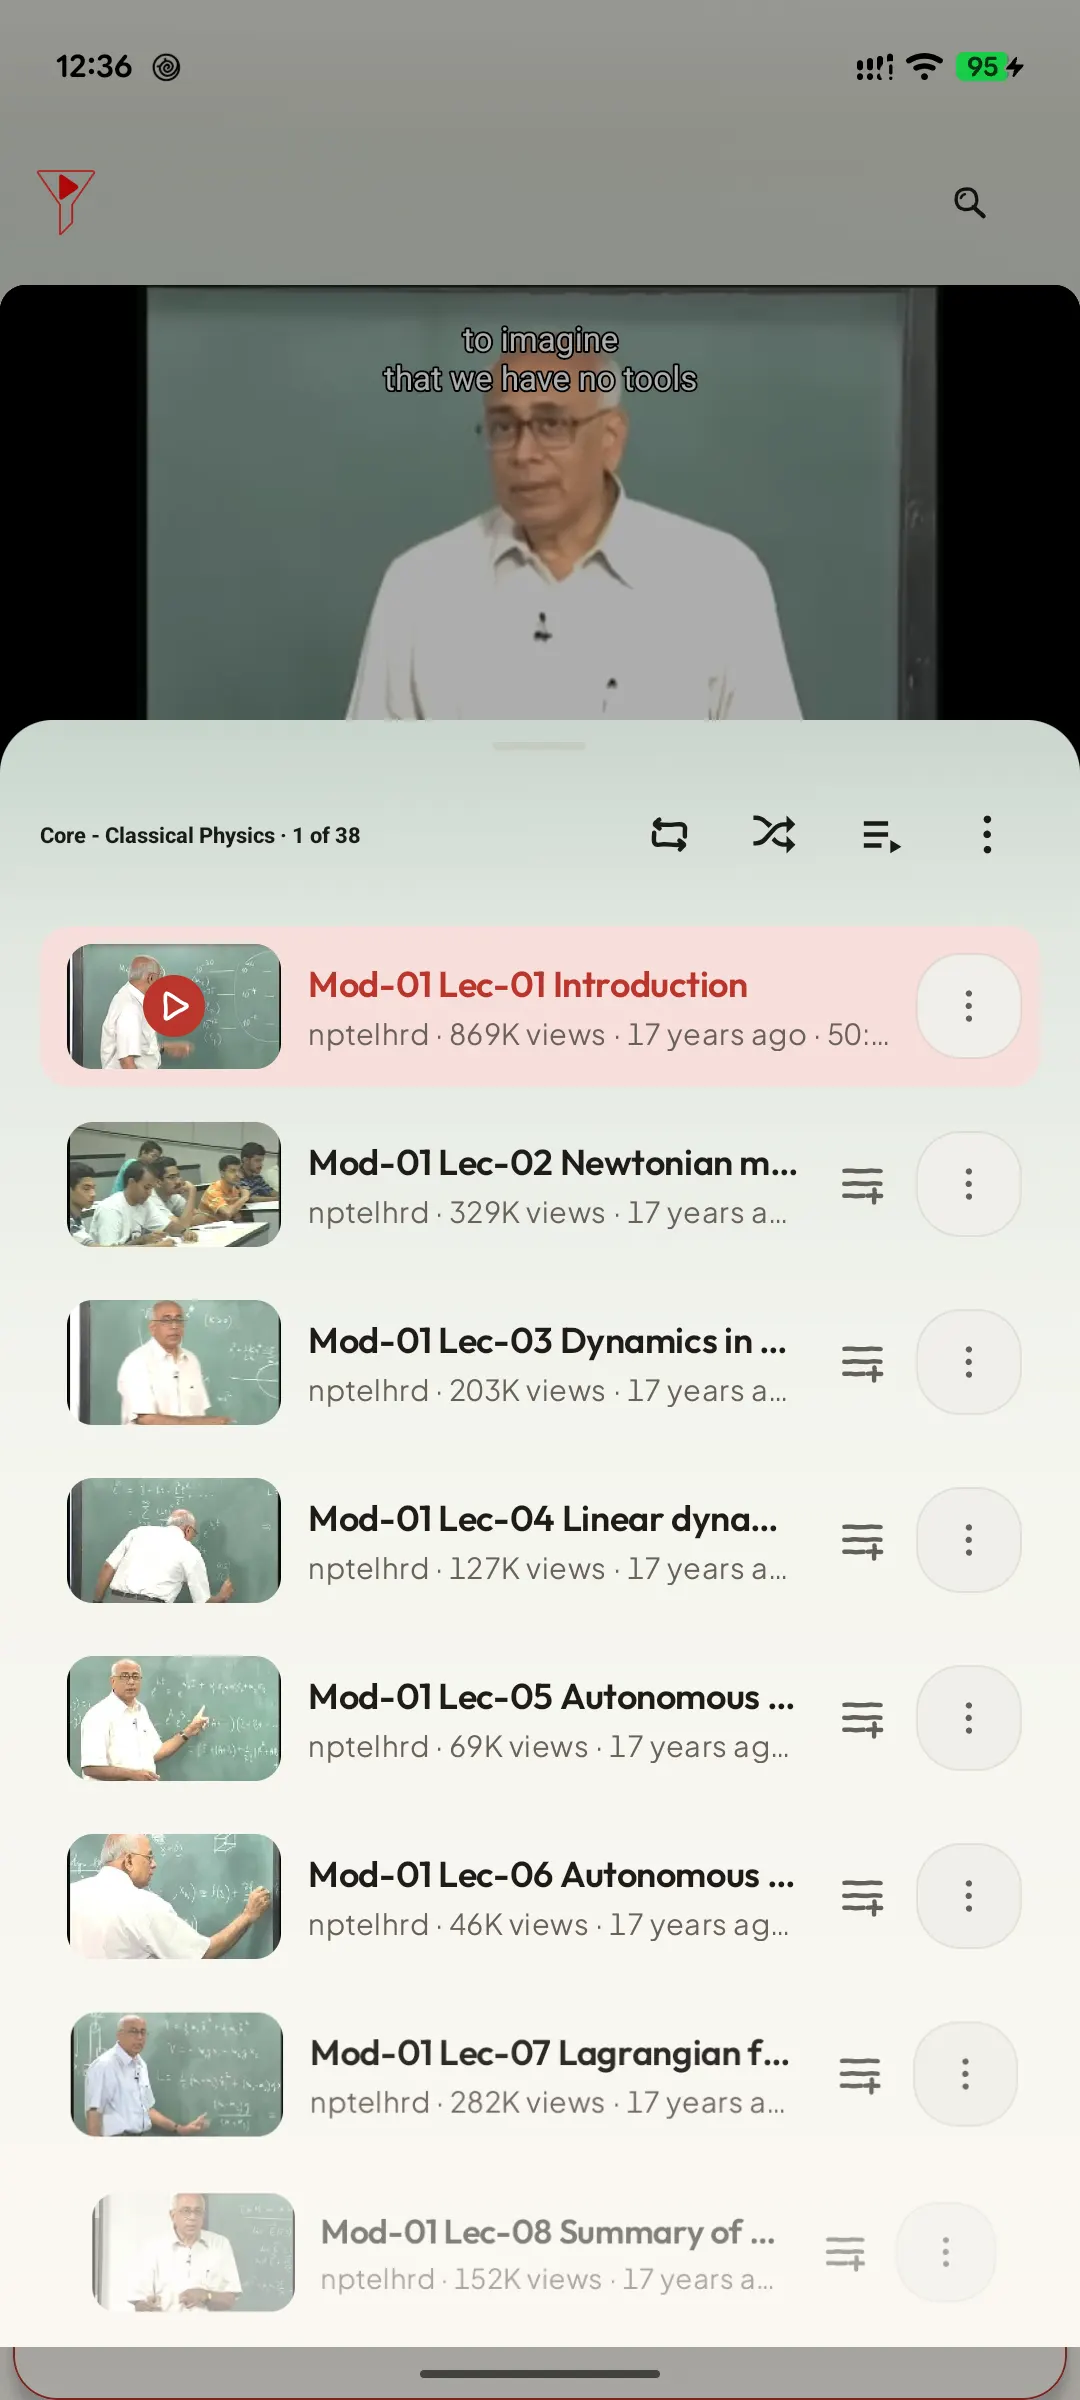 12:36
95
to imagine
that we have no tools
Core - Classical Physics · 1 of 38
Mod-01 Lec-01 Introduction
nptelhrd · 869K views · 17 years ago · 50:...
Mod-01 Lec-02 Newtonian m...
nptelhrd · 329K views · 17 years a...
Mod-01 Lec-03 Dynamics in ...
nptelhrd · 203K views · 17 years a...
Mod-01 Lec-04 Linear dyna...
nptelhrd · 127K views · 17 years a...
Mod-01 Lec-05 Autonomous ...
nptelhrd · 69K views · 17 years ag...
Mod-01 Lec-06 Autonomous ...
nptelhrd · 46K views · 17 years ag...
Mod-01 Lec-07 Lagrangian f...
nptelhrd · 282K views · 17 years a...
Mod-01 Lec-08 Summary of ...
nptelhrd · 152K views · 17 years a...